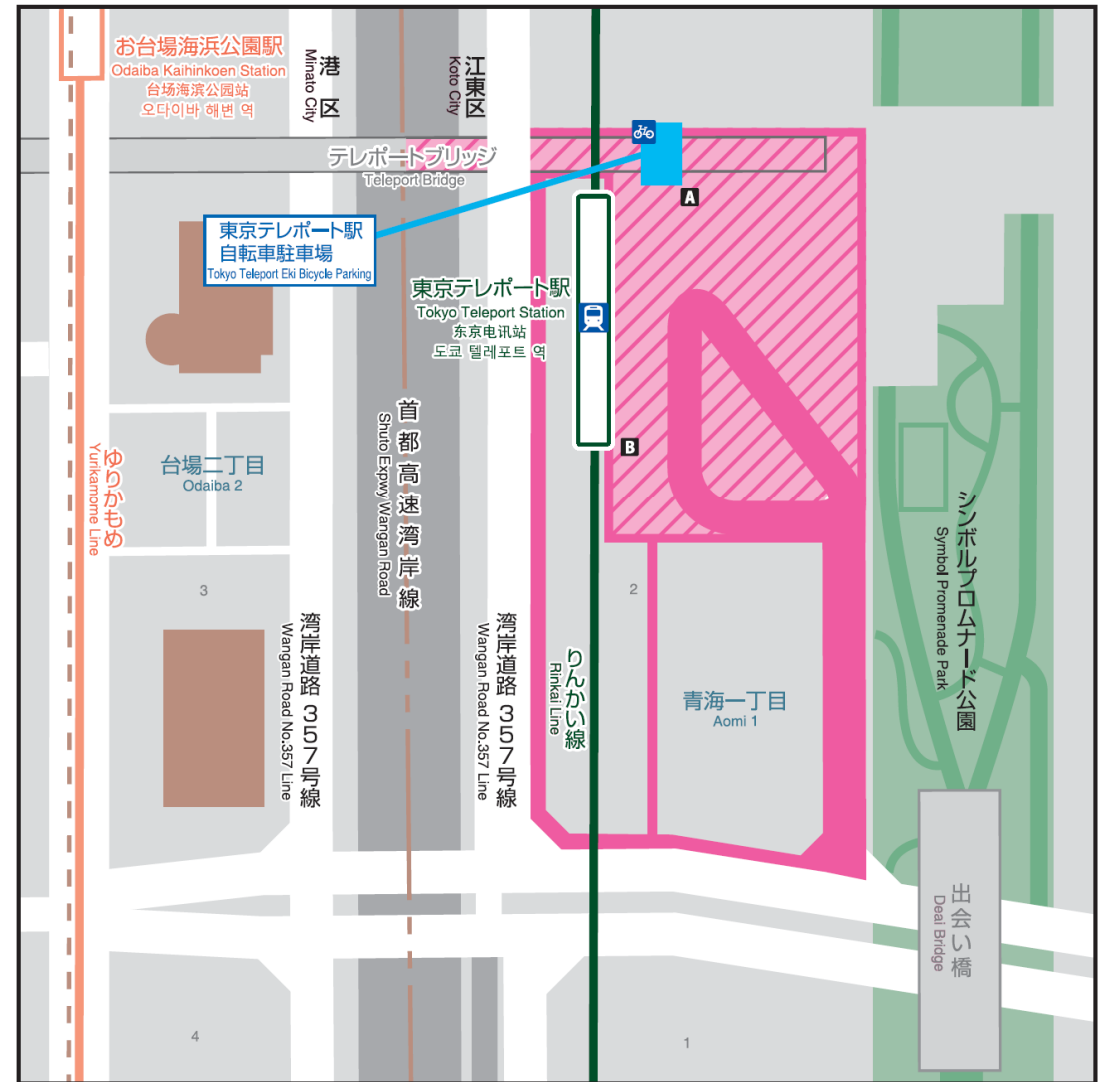 お台場海浜公園駅
Odaiba Kaihinkoen Station
台场海滨公园站
오다이바 해변 역
港区
Minato City
江東区
Koto City
テレポートブリッジ
Teleport Bridge
A
東京テレポート駅
自転車駐車場
Tokyo Teleport Eki Bicycle Parking
東京テレポート駅
Tokyo Teleport Station
东京电讯站
도쿄 텔레포트 역
B
首都高速湾岸線
Shuto Expwy Wangan Road
ゆりかもめ
Yurikamome Line
台場二丁目
Odaiba 2
3
湾岸道路 357号線
Wangan Road No.357 Line
湾岸道路 357号線
Wangan Road No.357 Line
りんかい線
Rinkai Line
2
青海一丁目
Aomi 1
シンボルプロムナード公園
Symbol Promenade Park
出会い橋
Deai Bridge
4
1